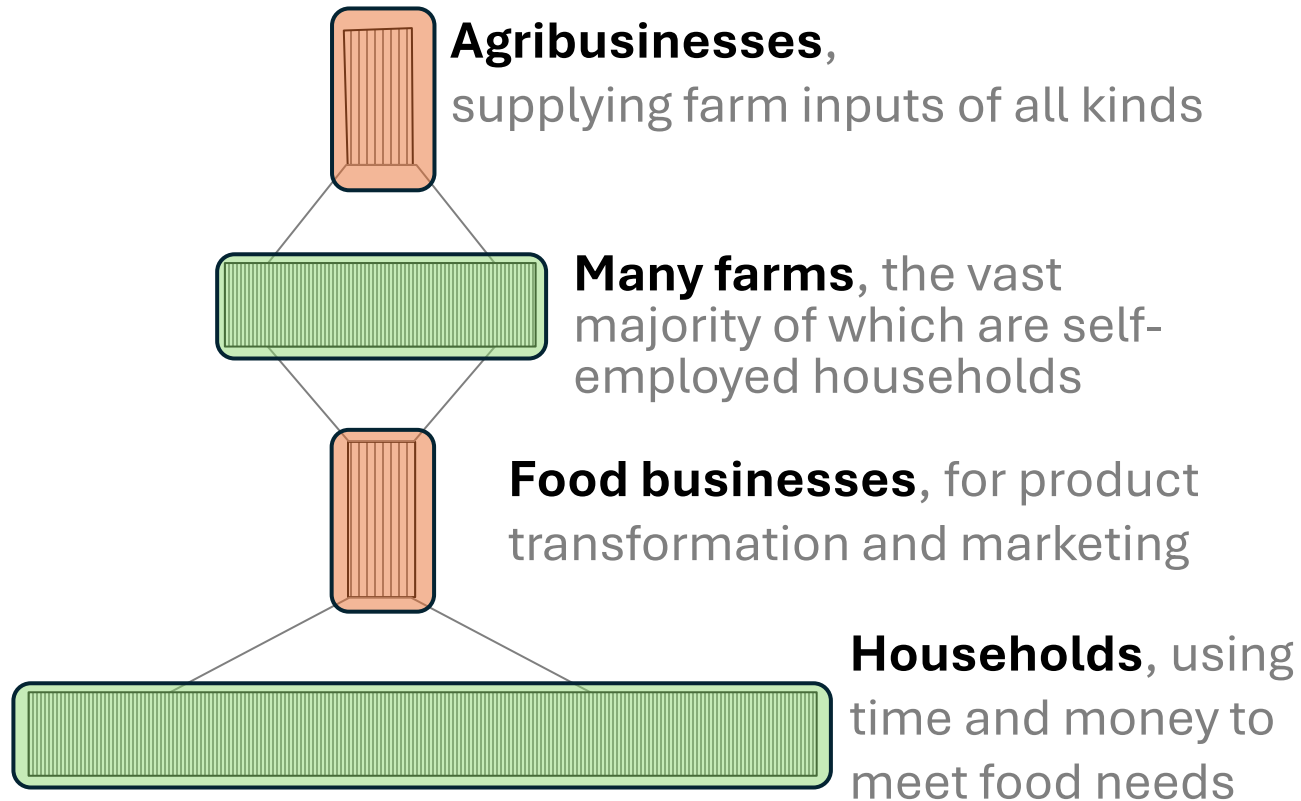 Agribusinesses,
supplying farm inputs of all kinds
Many farms, the vast
majority of which are self-
employed households
Food businesses, for product
transformation and marketing
Households, using
time and money to
meet food needs